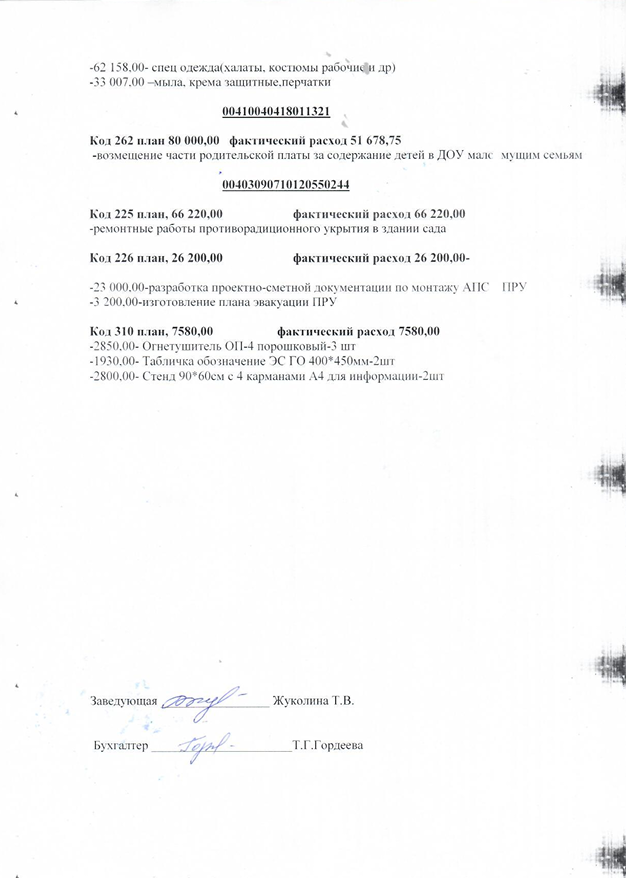 -62 158,00- спец одежда(халаты, костюмы рабочие и др)
-33 007,00 –мыла, крема защитные,перчатки
00410040418011321
Код 262 план 80 000,00 фактический расход 51 678,75
-возмещение части родительской платы за содержание детей в ДОУ мало мущим семьям
00403090710120550244
Код 225 план, 66 220,00 фактический расход 66 220,00
-ремонтные работы противорадиционного укрытия в здании сада
Код 226 план, 26 200,00 фактический расход 26 200,00-
-23 000,00-разработка проектно-сметной документации по монтажу АПС ПРУ
-3 200,00-изготовление плана эвакуации ПРУ
Код 310 план, 7580,00 фактический расход 7580,00
-2850,00- Огнетушитель ОП-4 порошковый-3 шт
-1930,00- Табличка обозначение ЭС ГО 400*450мм-2шт
-2800,00- Стенд 90*60см с 4 карманами А4 для информации-2шт
Заведующая Жуколина Т.В.
Бухгалтер Т.Г.Гордеева